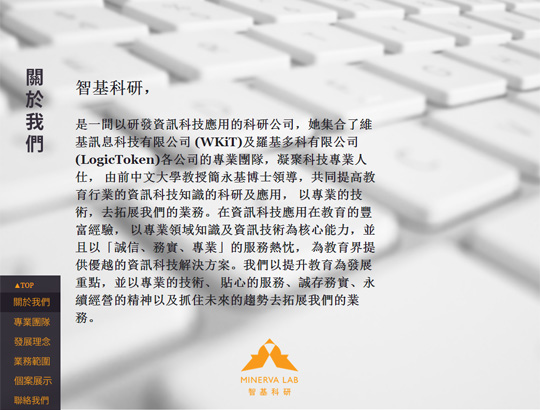 關於我們
智基科研，
是一間以研發資訊科技應用的科研公司，她集合了維
基訊息科技有限公司 (WKiT)及羅基多科有限公司
(LogicToken)各公司的專業團隊，凝聚科技專業人
仕， 由前中文大學教授簡永基博士領導，共同提高教
育行業的資訊科技知識的科研及應用， 以專業的技
術，去拓展我們的業務。在資訊科技應用在教育的豐
富經驗， 以專業領域知識及資訊技術為核心能力，並
且以「誠信、務實、專業」的服務熱忱， 為教育界提
供優越的資訊科技解決方案。我們以提升教育為發展
重點，並以專業的技術、 貼心的服務、誠存務實、永
續經營的精神以及抓住未來的趨勢去拓展我們的業
務。
▲TOP
關於我們
專業團隊
發展理念
業務範圍
個案展示
聯絡我們
MINERVA LAB
智基科研